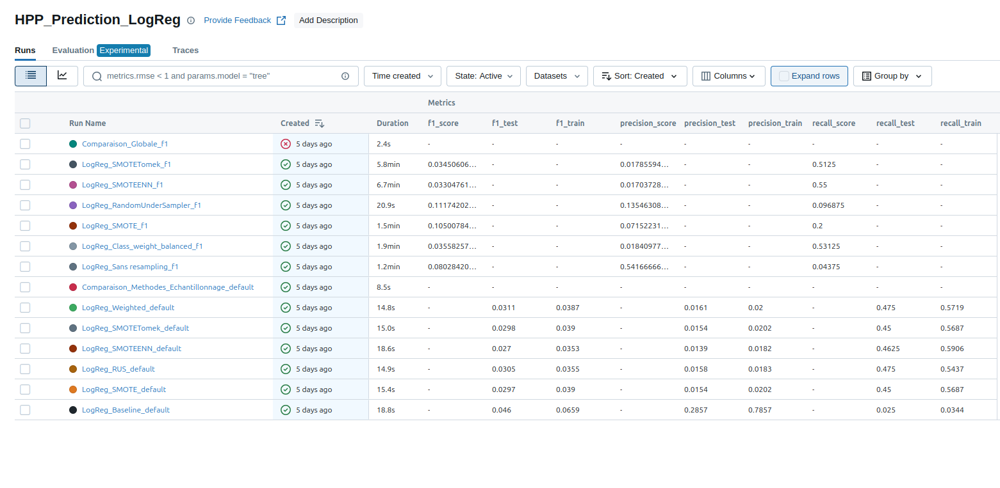 HPP_Prediction_LogReg Provide Feedback Add Description
Runs Evaluation Experimental Traces
metrics.rmse < 1 and params.model = "tree" Time created State: Active Datasets Sort: Created Columns Expand rows Group by
Metrics
Run Name Created Duration f1_score f1_test f1_train precision_score precision_test precision_train recall_score recall_test recall_train
Comparaison_Globale_f1 5 days ago 2.4s - - - - - - - - -
LogReg_SMOTETomek_f1 5 days ago 5.8min 0.03450606... - - 0.01785594... - - 0.5125 - -
LogReg_SMOTEENN_f1 5 days ago 6.7min 0.03304761... - - 0.01703728... - - 0.55 - -
LogReg_RandomUnderSampler_f1 5 days ago 20.9s 0.11174202... - - 0.13546308... - - 0.096875 - -
LogReg_SMOTE_f1 5 days ago 1.5min 0.10500784... - - 0.07152231... - - 0.2 - -
LogReg_Class_weight_balanced_f1 5 days ago 1.9min 0.03558257... - - 0.01840977... - - 0.53125 - -
LogReg_Sans resampling_f1 5 days ago 1.2min 0.08028420... - - 0.54166666... - - 0.04375 - -
Comparaison_Methodes_Echantillonnage_default 5 days ago 8.5s - - - - - - - - -
LogReg_Weighted_default 5 days ago 14.8s - 0.0311 0.0387 - 0.0161 0.02 - 0.475 0.5719
LogReg_SMOTETomek_default 5 days ago 15.0s - 0.0298 0.039 - 0.0154 0.0202 - 0.45 0.5687
LogReg_SMOTEENN_default 5 days ago 18.6s - 0.027 0.0353 - 0.0139 0.0182 - 0.4625 0.5906
LogReg_RUS_default 5 days ago 14.9s - 0.0305 0.0355 - 0.0158 0.0183 - 0.475 0.5437
LogReg_SMOTE_default 5 days ago 15.4s - 0.0297 0.039 - 0.0154 0.0202 - 0.45 0.5687
LogReg_Baseline_default 5 days ago 18.8s - 0.046 0.0659 - 0.2857 0.7857 - 0.025 0.0344